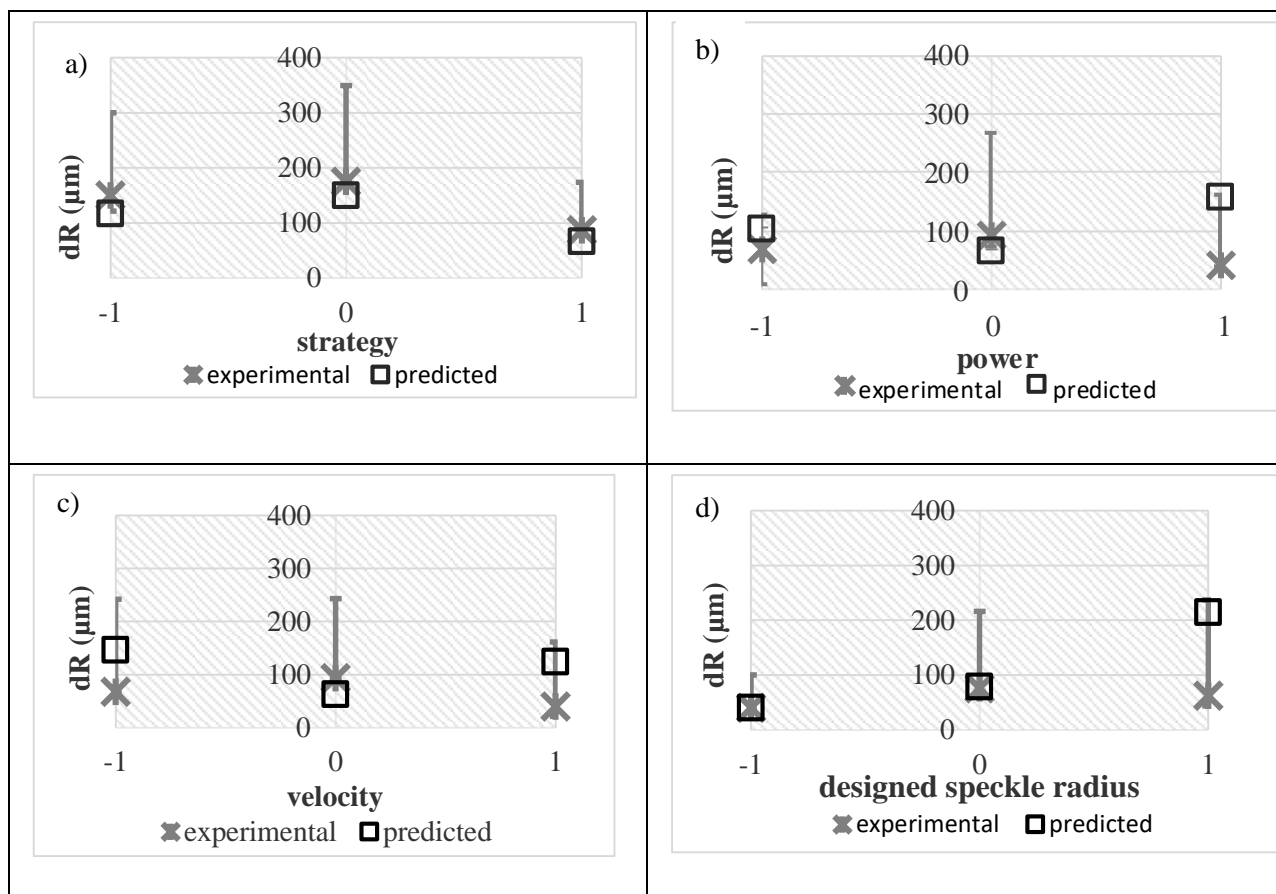 a)
400
300
200
100
0
dR (µm)
-1 0 1
strategy
experimental predicted
b)
400
300
200
100
0
dR (µm)
-1 0 1
power
experimental predicted
c)
400
300
200
100
0
dR (µm)
-1 0 1
velocity
experimental predicted
d)
400
300
200
100
0
dR (µm)
-1 0 1
designed speckle radius
experimental predicted